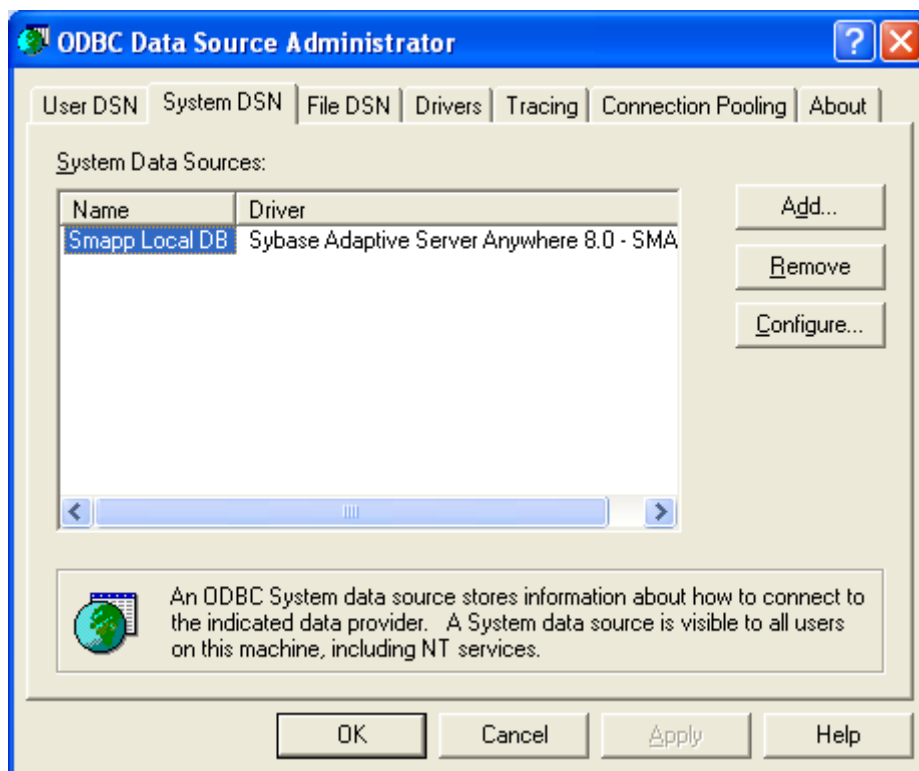 ODBC Data Source Administrator
User DSN System DSN File DSN Drivers Tracing Connection Pooling About
System Data Sources:
Name Driver
Smapp Local DB Sybase Adaptive Server Anywhere 8.0 - SMA
Add...
Remove
Configure...
An ODBC System data source stores information about how to connect to
the indicated data provider. A System data source is visible to all users
on this machine, including NT services.
OK Cancel Apply Help